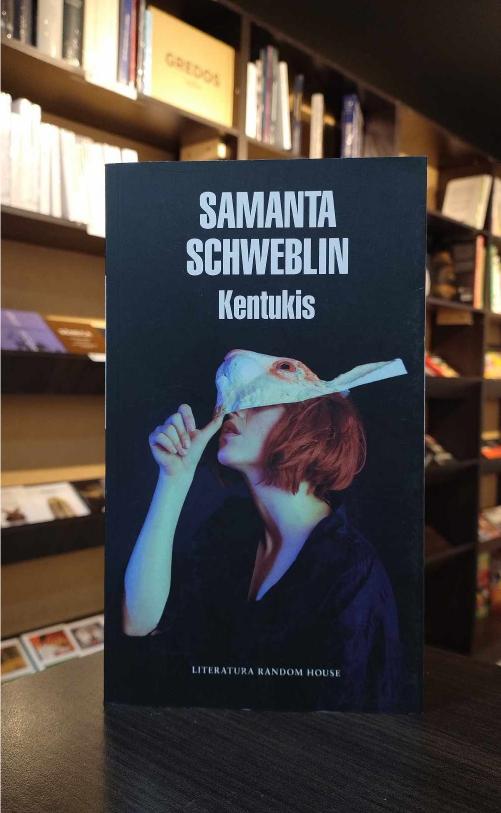 GREDOS
SAMANTA
SCHWEBLIN
Kentukis
LITERATURA RANDOM HOUSE